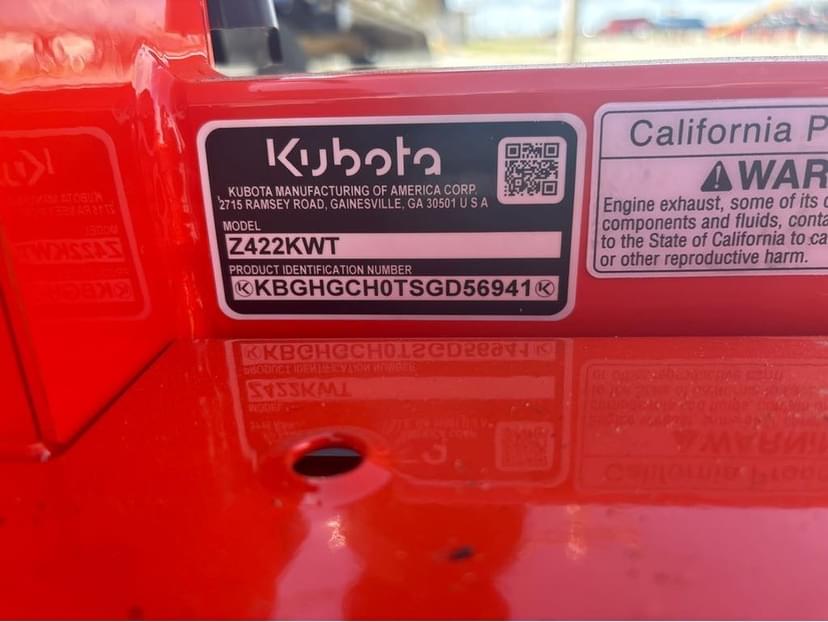 Kubota
KUBOTA MANUFACTURING OF AMERICA CORP.
2715 RAMSEY ROAD, GAINESVILLE, GA 30501 U S A
MODEL
Z422KWT
PRODUCT IDENTIFICATION NUMBER
KBGHGCH0TSGD56941
California P
WAR
Engine exhaust, some of its
components and fluids, conta
to the State of California to ca
or other reproductive harm.